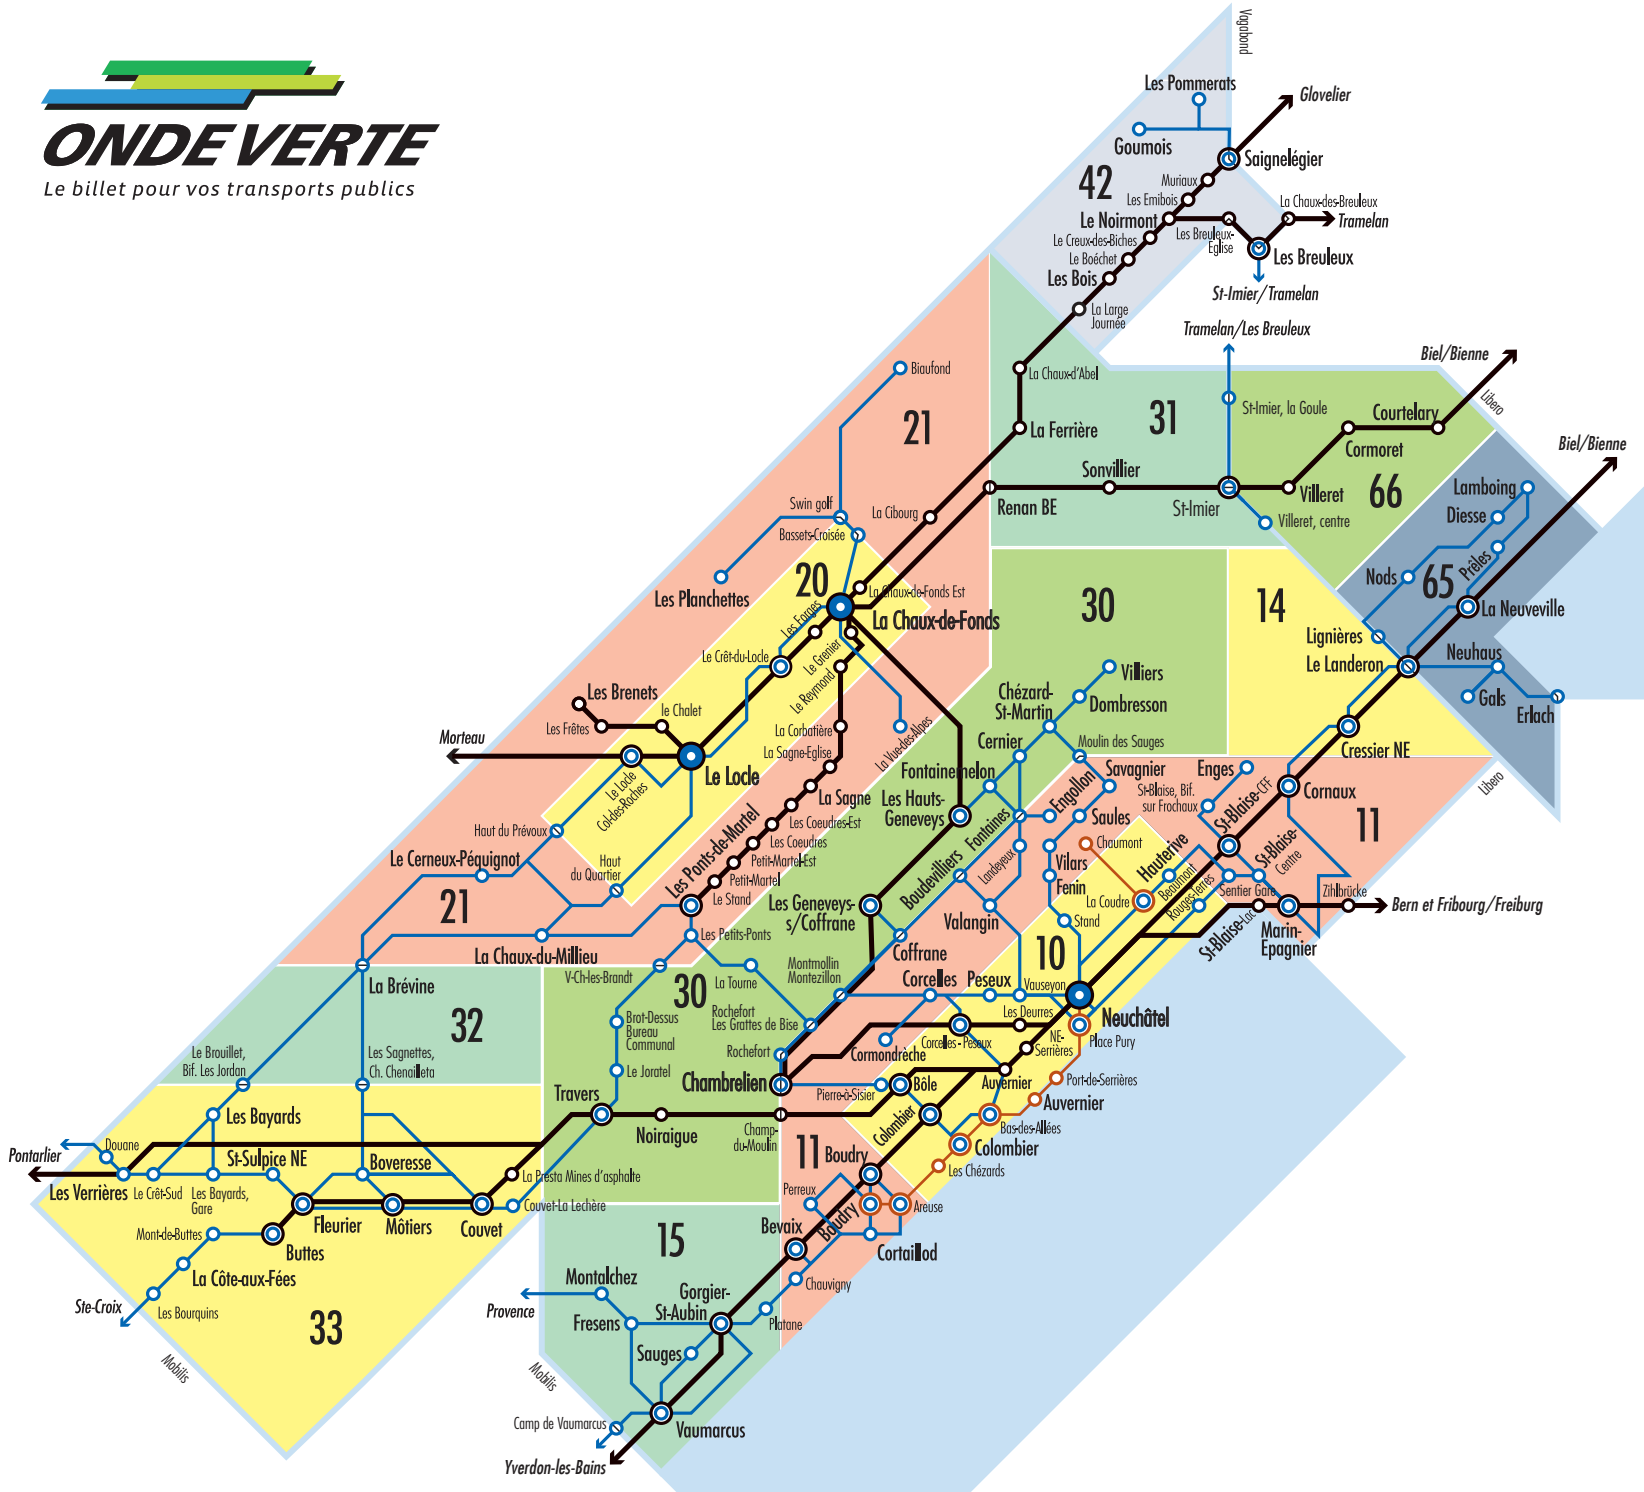 ONDEVERTE
Le billet pour vos transports publics
Vagabond
Les Pommerats
Glovelier
Goumois
Saignelégier
42
Muriaux
Les Emibois
La Chaux-des-Breuleux
Le Noirmont
Tramelan
Le Creux-des-Biches
Les Breuleux-
Eglise
Le Boéchet
Les Breuleux
Les Bois
St-Imier/Tramelan
La Large
Journée
Tramelan/Les Breuleux
Biel/Bienne
Biaufond
La Chaux-d'Abel
Libero
21
31
St-Imier, la Goule
Courtelary
La Ferrière
Cormoret
Biel/Bienne
Sonvillier
Lamboing
Swin golf
La Cibourg
Renan BE
St-Imier
Villeret
66
Diesse
Bassets-Croisée
Villeret, centre
Prêles
20
Nods
65
Les Planchettes
La Chaux-de-Fonds Est
30
14
La Chaux-de-Fonds
Les Forges
La Neuveville
Lignières
Le Grenier
Le Crêt-du-Locle
Le Reymond
Le Landeron
Neuhaus
Les Brenets
Villiers
Chézard-
St-Martin
Dombresson
Gals
Erlach
le Chalet
Les Frêtes
La Corbatière
La Vue-des-Alpes
Morteau
Cernier
Moulin des Sauges
Cressier NE
La Sagne-Eglise
Le Locle
Le Locle
Col-des-Roches
Fontainemelon
Savagnier
Enges
St-Blaise, Bif.
sur Frochaux
St-Blaise-CFF
Cornaux
Libero
La Sagne
Les Hauts-
Geneveys
Engollon
Saules
11
Les Coeudres-Est
Haut du Prévoux
Fontaines
Les Coeudres
Chaumont
Hauterive
St-Blaise-
Centre
Le Cerneux-Péquignot
Haut
du Quartier
Les Ponts-de-Martel
Petit-Martel-Est
Petit-Martel
Landeyeux
Vilars
Fenin
Beaumont
Boudevilliers
Le Stand
La Coudre
Rouges-Terres
Sentier Gare
Zihlbrücke
21
Les Geneveys-
s/Coffrane
Valangin
Stand
Bern et Fribourg/Freiburg
St-Blaise-Lac
Marin-
Epagnier
Les Petits-Ponts
Coffrane
La Chaux-du-Millieu
10
V-Ch-les-Brandt
La Tourne
Montmollin
Montezillon
Corcelles
Peseux
Vauseyon
La Brévine
30
Rochefort
Les Grattes de Bise
Les Deurres
Neuchâtel
Brot-Dessus
Bureau
Communal
32
Cormondrèche
Corcelles-Peseux
NE-
Serrières
Place Pury
Le Brouillet,
Bif. Les Jordan
Les Sagnettes,
Ch. Chenailleta
Rochefort
Le Joratel
Chambrelien
Pierre-à-Sisier
Bôle
Auvernier
Port-de-Serrières
Travers
Auvernier
Les Bayards
Colombier
Noiraigue
Champ-
du-Moulin
Bas-des-Allées
Douane
Colombier
Pontarlier
St-Sulpice NE
Boveresse
11
Boudry
Les Chézards
La Presta Mines d'asphalte
Les Verrières
Le Crêt-Sud
Les Bayards,
Gare
Perreux
Couvet-La Lechère
Areuse
Fleurier
Môtiers
Couvet
Boudry
Mont-de-Buttes
Bevaix
15
Buttes
Cortaillod
La Côte-aux-Fées
Montalchez
Chauvigny
Gorgier-
St-Aubin
Ste-Croix
Les Bourquins
Provence
Fresens
Platane
33
Sauges
Mobilis
Mobilis
Camp de Vaumarcus
Vaumarcus
Yverdon-les-Bains